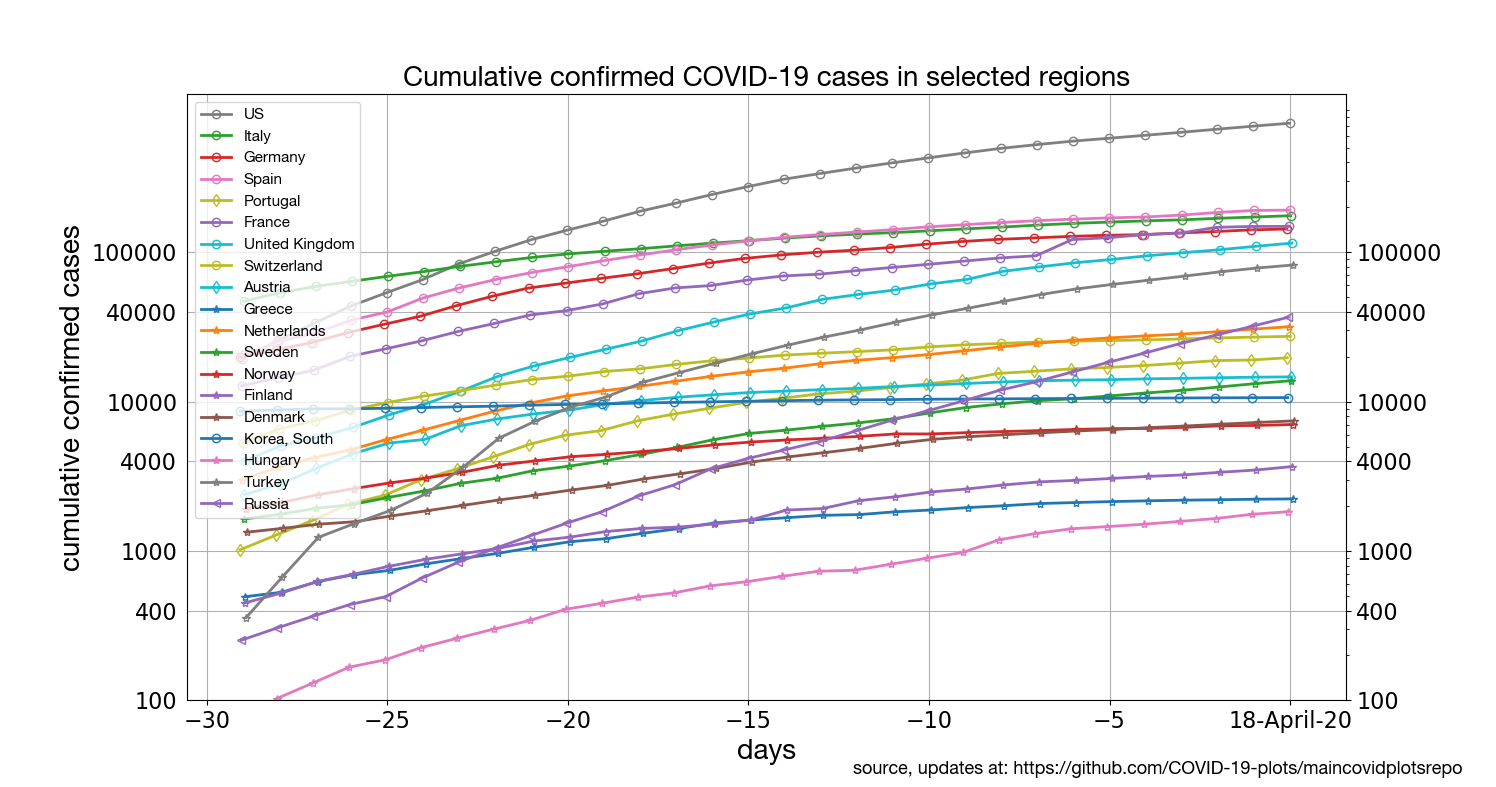 Cumulative confirmed COVID-19 cases in selected regions
US
Italy
Germany
Spain
Portugal
France
United Kingdom
Switzerland
Austria
Greece
Netherlands
Sweden
Norway
Finland
Denmark
Korea, South
Hungary
Turkey
Russia
cumulative confirmed cases
100000
40000
10000
4000
1000
400
100
100000
40000
10000
4000
1000
400
100
−30
−25
−20
−15
−10
−5
18-April-20
days
source, updates at: https://github.com/COVID-19-plots/maincovidplotsrepo